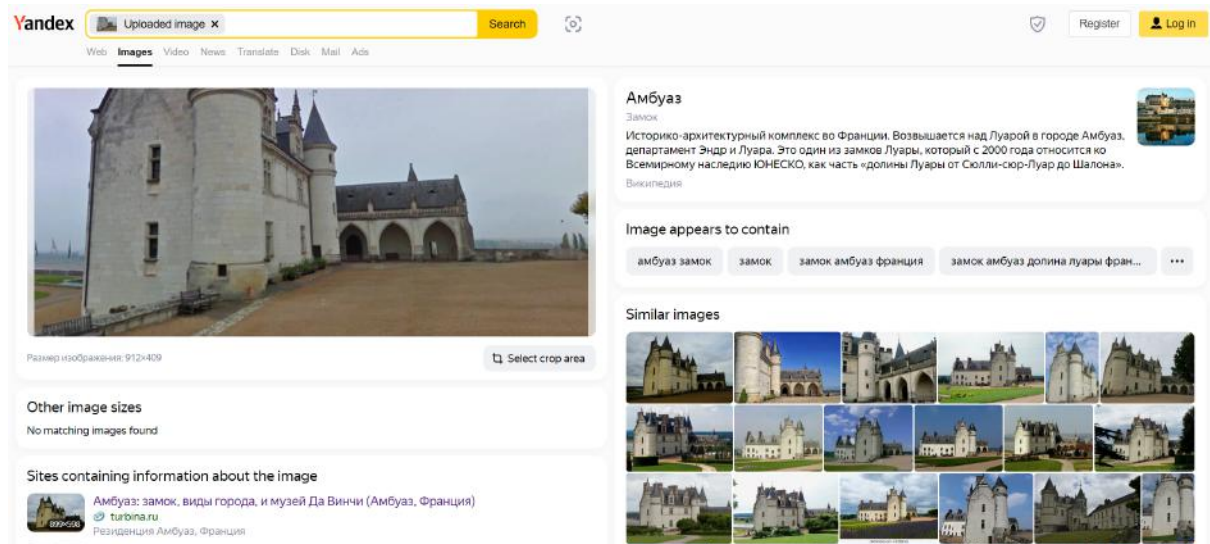 Yandex
Uploaded image ×
Search
Register
Log in
Web Images Video News Translate Disk Mail Ads
Размер изображения: 912×409
Select crop area
Other image sizes
No matching images found
Sites containing information about the image
899×598
Амбуаз: замок, виды города, и музей Да Винчи (Амбуаз, Франция)
turbina.ru
Резиденция Амбуаз, Франция
Амбуаз
Замок
Историко-архитектурный комплекс во Франции. Возвышается над Луарой в городе Амбуаз,
департамент Эндр и Луара. Это один из замков Луары, который с 2000 года относится ко
Всемирному наследию ЮНЕСКО, как часть «долины Луары от Сюлли-сюр-Луар до Шалона».
Википедия
Image appears to contain
амбуаз замок замок замок амбуаз франция замок амбуаз долина луары фран... •••
Similar images